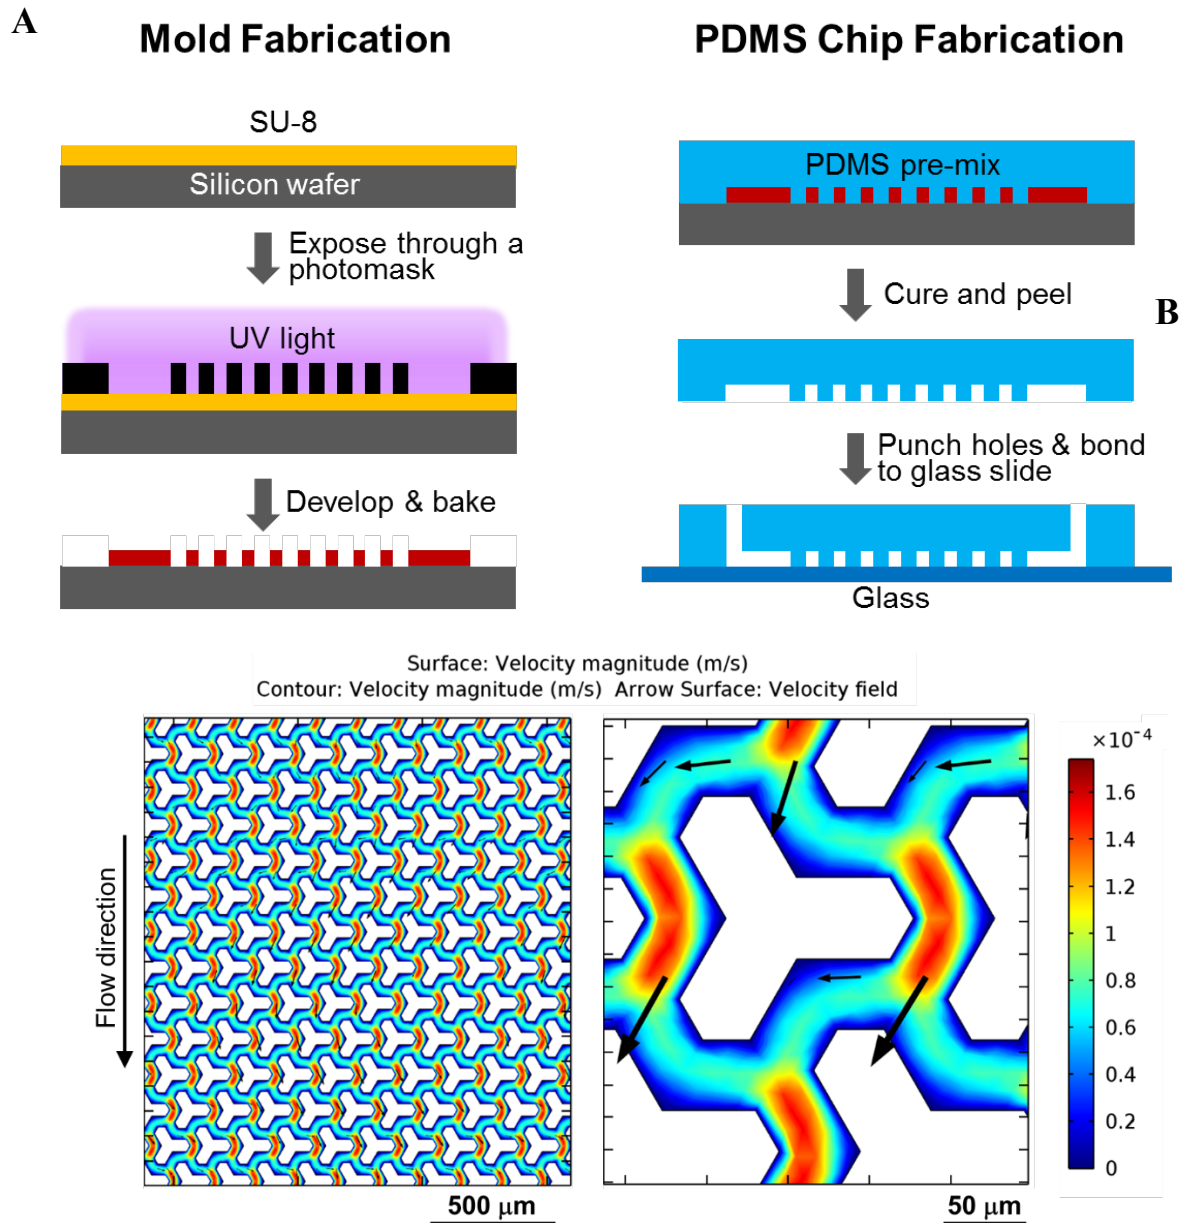 A
Mold Fabrication
PDMS Chip Fabrication
SU-8
Silicon wafer
Expose through a
photomask
UV light
Develop & bake
PDMS pre-mix
Cure and peel
B
Punch holes & bond
to glass slide
Glass
Surface: Velocity magnitude (m/s)
Contour: Velocity magnitude (m/s)  Arrow Surface: Velocity field
Flow direction
500 μm
50 μm
×10⁻⁴
1.6
1.4
1.2
1
0.8
0.6
0.4
0.2
0